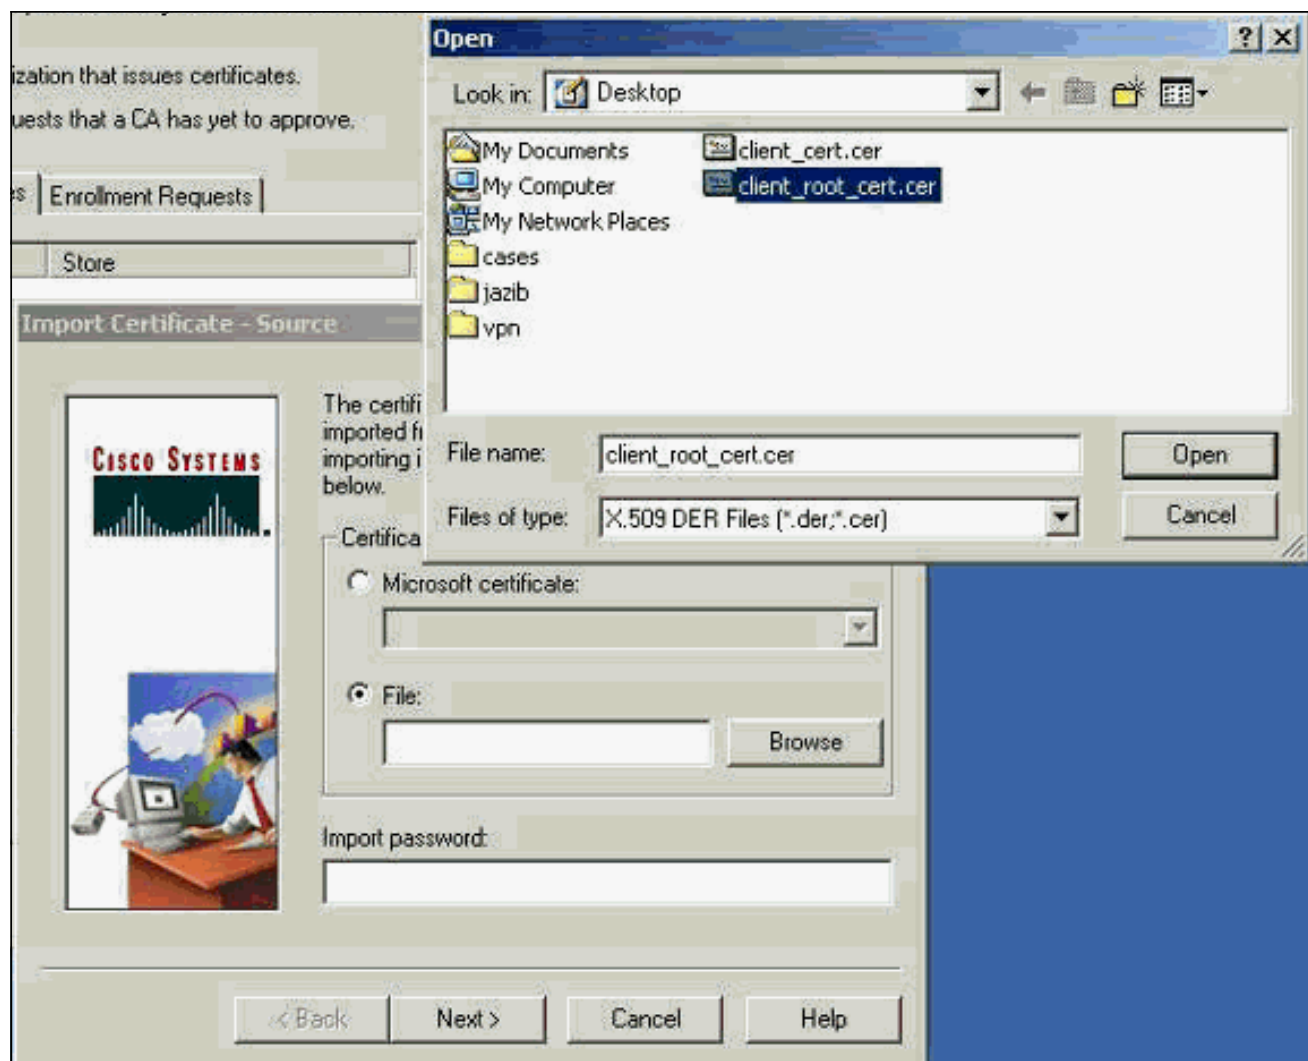 ization that issues certificates.
uests that a CA has yet to approve.
s Enrollment Requests
Store
Import Certificate - Source
CISCO SYSTEMS
The certifi
imported fr
importing i
below.
Certifica
Microsoft certificate:
File:
Browse
Import password:
< Back Next > Cancel Help
Open
Look in: Desktop
My Documents client_cert.cer
My Computer client_root_cert.cer
My Network Places
cases
jazib
vpn
File name: client_root_cert.cer Open
Files of type: X.509 DER Files (*.der;*.cer) Cancel